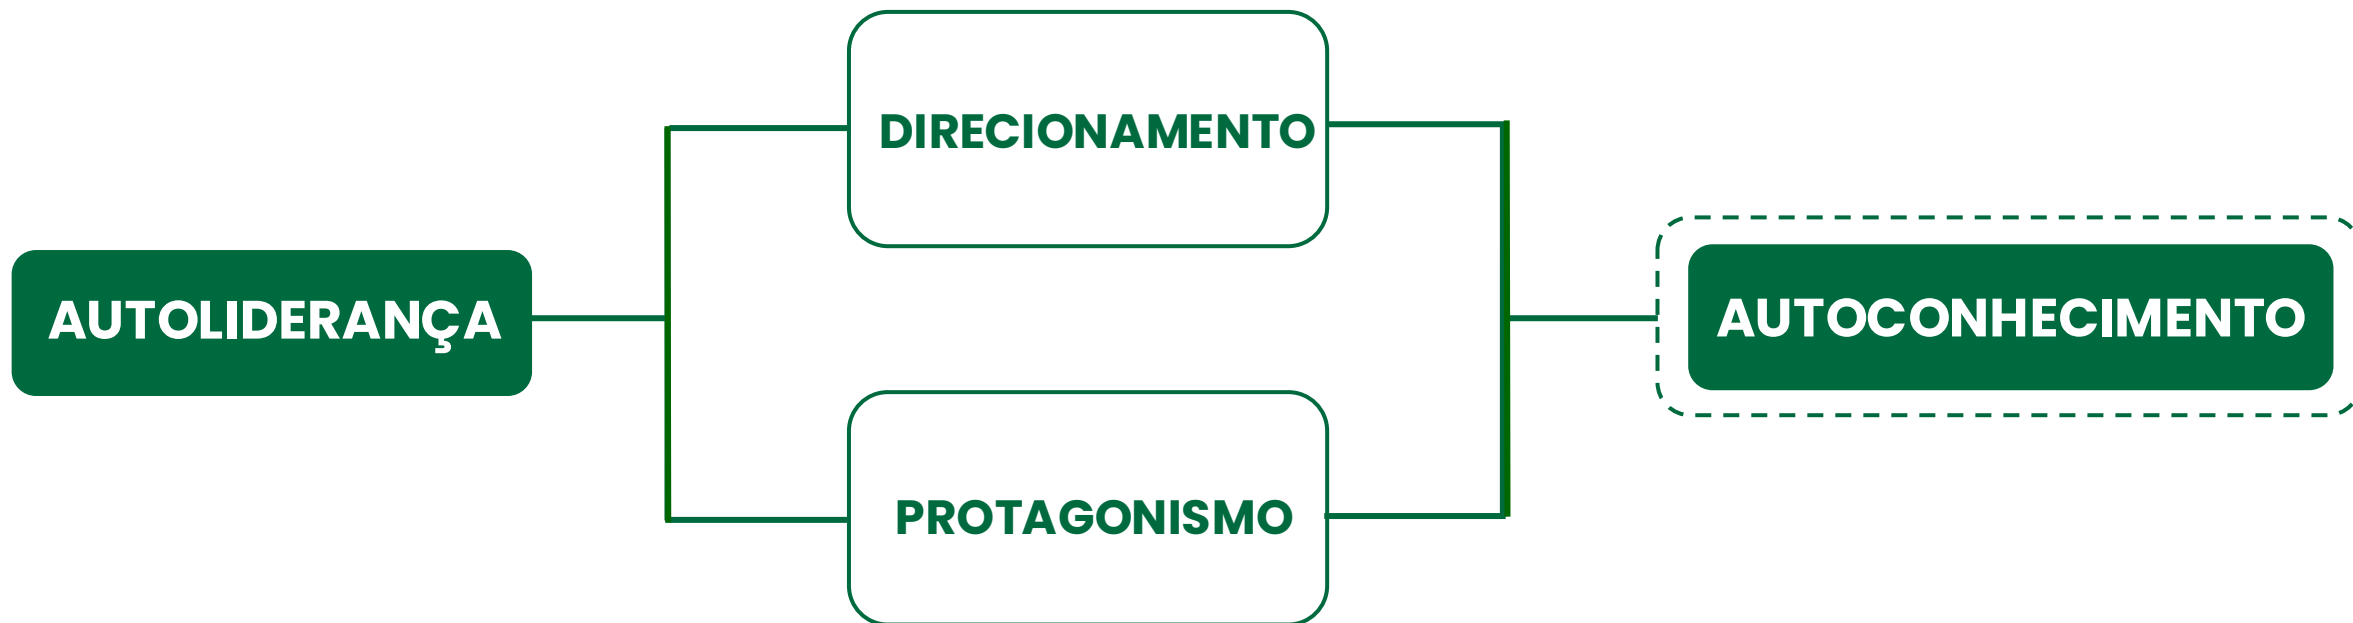 DIRECIONAMENTO
AUTOLIDERANÇA
AUTOCONHECIMENTO
PROTAGONISMO